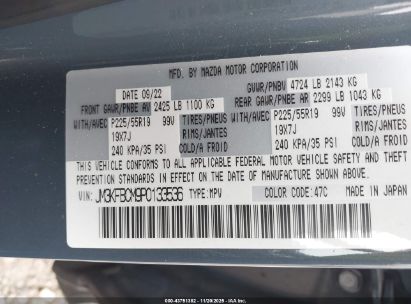 MFD. BY MAZDA MOTOR CORPORATION
DATE 09/22 GVWR/PNBV 4724 LB 2143 KG
FRONT GAWR/PNBE AV 2425 LB 1100 KG REAR GAWR/PNBE AR 2299 LB 1043 KG
WITH/AVEC P225/55R19 99V TIRES/PNEUS WITH/AVEC P225/55R19 99V TIRES/PNEUS
19X7J RIMS/JANTES 19X7J RIMS/JANTES
240 KPA/35 PSI COLD/A FROID 240 KPA/35 PSI COLD/A FROID
THIS VEHICLE CONFORMS TO ALL APPLICABLE FEDERAL MOTOR VEHICLE SAFETY AND THEFT
PREVENTION STANDARDS IN EFFECT ON THE DATE OF MANUFACTURE SHOWN ABOVE.
VIN: JM3KFBCM9P0133536 TYPE: MPV COLOR CODE: 47C MADE IN JAPAN